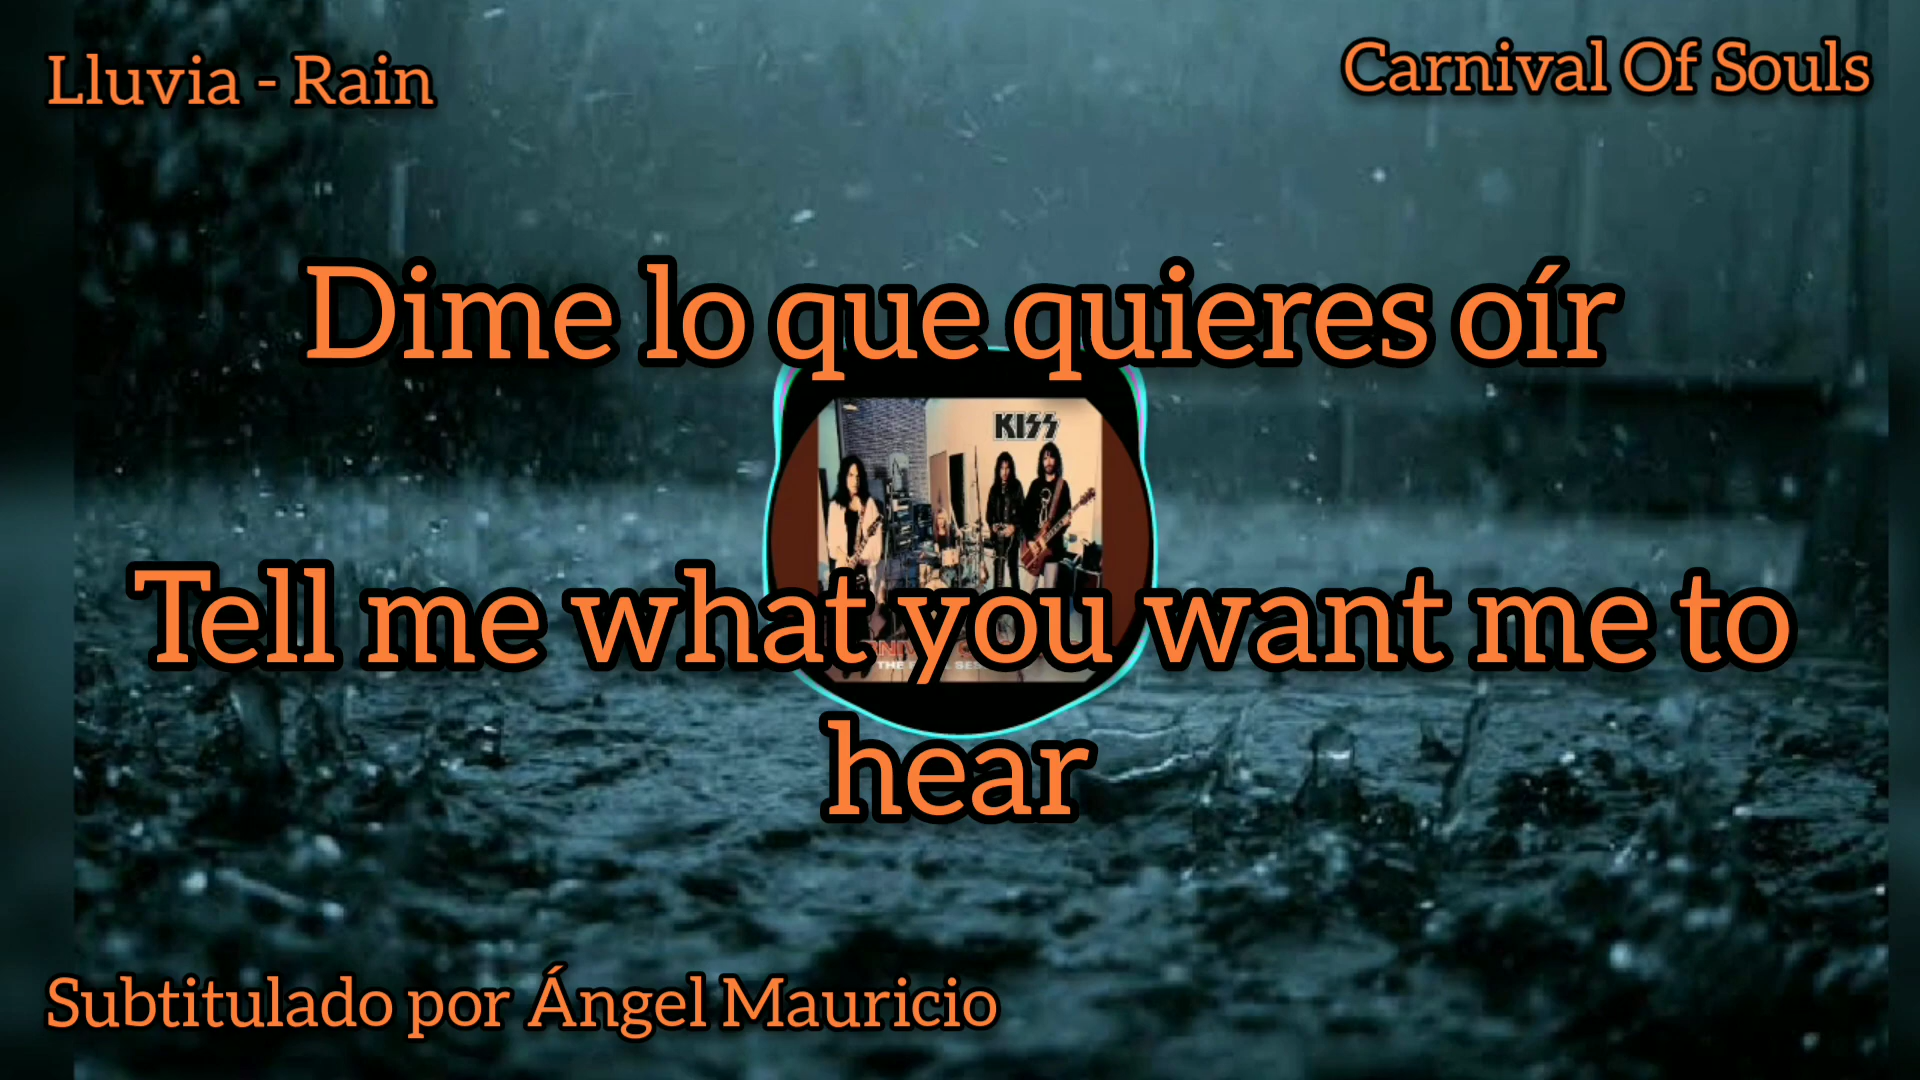 Lluvia - Rain
Carnival Of Souls
Dime lo que quieres oír
KISS
Tell me what you want me to
hear
Subtitulado por Ángel Mauricio